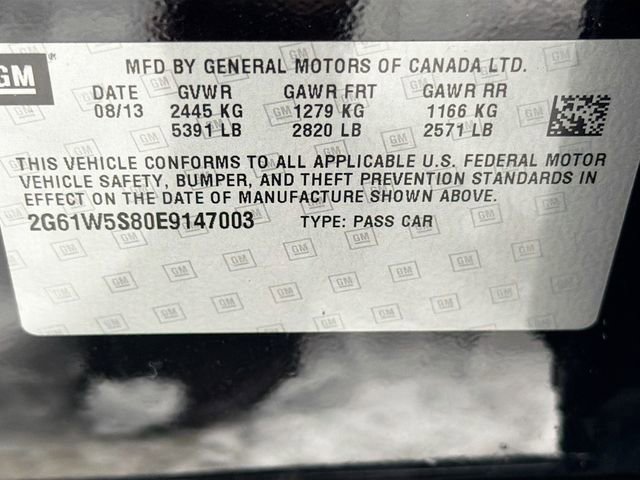 GM
MFD BY GENERAL MOTORS OF CANADA LTD.
DATE GVWR GAWR FRT GAWR RR
08/13 2445 KG 1279 KG 1166 KG
5391 LB 2820 LB 2571 LB
THIS VEHICLE CONFORMS TO ALL APPLICABLE U.S. FEDERAL MOTOR
VEHICLE SAFETY, BUMPER, AND THEFT PREVENTION STANDARDS IN
EFFECT ON THE DATE OF MANUFACTURE SHOWN ABOVE.
2G61W5S80E9147003 TYPE: PASS CAR